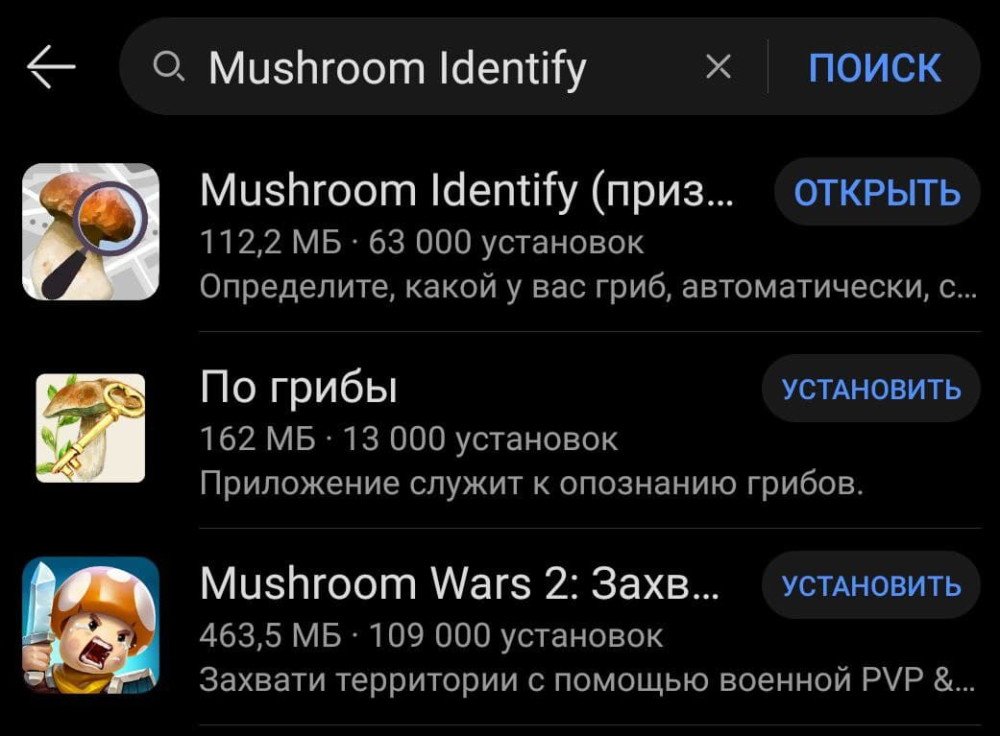 Mushroom Identify
ПОИСК
Mushroom Identify (приз...
ОТКРЫТЬ
112,2 МБ · 63 000 установок
Определите, какой у вас гриб, автоматически, с...
По грибы
УСТАНОВИТЬ
162 МБ · 13 000 установок
Приложение служит к опознанию грибов.
Mushroom Wars 2: Захв...
УСТАНОВИТЬ
463,5 МБ · 109 000 установок
Захвати территории с помощью военной PVP &...